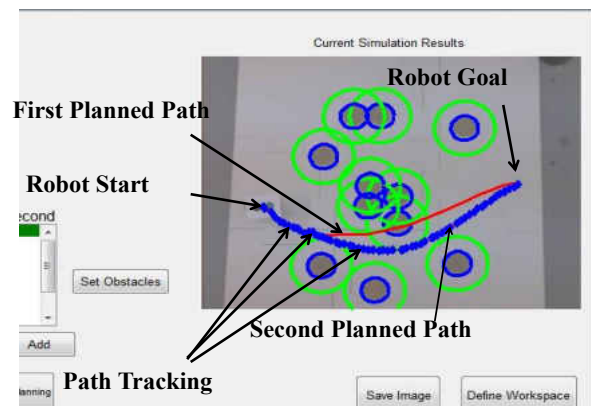 Current Simulation Results
Robot Goal
First Planned Path
Robot Start
econd
Set Obstacles
Second Planned Path
Add
Path Tracking
anning
Save Image
Define Workspace